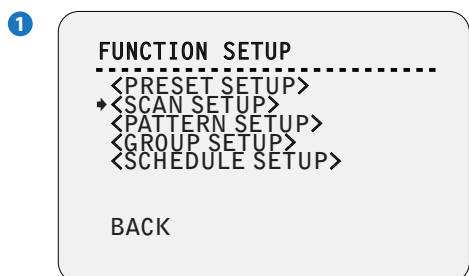 1
FUNCTION SETUP
<PRESET SETUP>
<SCAN SETUP>
<PATTERN SETUP>
<GROUP SETUP>
<SCHEDULE SETUP>
BACK